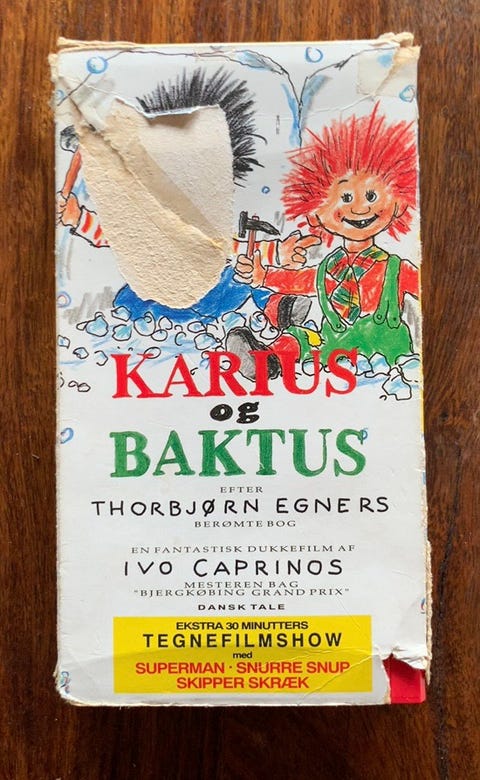 KARIUS
og
BAKTUS
EFTER
THORBJØRN EGNERS
BERØMTE BOG
EN FANTASTISK DUKKEFILM AF
IVO CAPRINOS
MESTEREN BAG
"BJERGKØBING GRAND PRIX"
DANSK TALE
EKSTRA 30 MINUTTERS
TEGNEFILMSHOW
med
SUPERMAN · SNURRE SNUP
SKIPPER SKRÆK